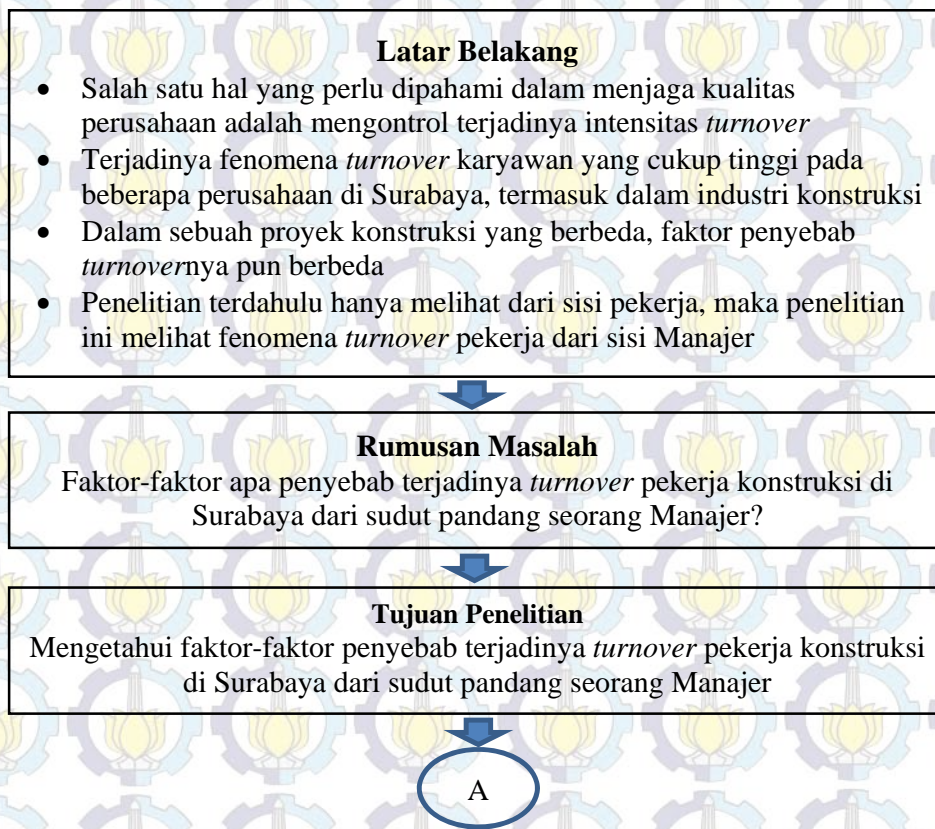 Latar Belakang
• Salah satu hal yang perlu dipahami dalam menjaga kualitas
perusahaan adalah mengontrol terjadinya intensitas turnover
• Terjadinya fenomena turnover karyawan yang cukup tinggi pada
beberapa perusahaan di Surabaya, termasuk dalam industri konstruksi
• Dalam sebuah proyek konstruksi yang berbeda, faktor penyebab
turnovernya pun berbeda
• Penelitian terdahulu hanya melihat dari sisi pekerja, maka penelitian
ini melihat fenomena turnover pekerja dari sisi Manajer
Rumusan Masalah
Faktor-faktor apa penyebab terjadinya turnover pekerja konstruksi di
Surabaya dari sudut pandang seorang Manajer?
Tujuan Penelitian
Mengetahui faktor-faktor penyebab terjadinya turnover pekerja konstruksi
di Surabaya dari sudut pandang seorang Manajer
A